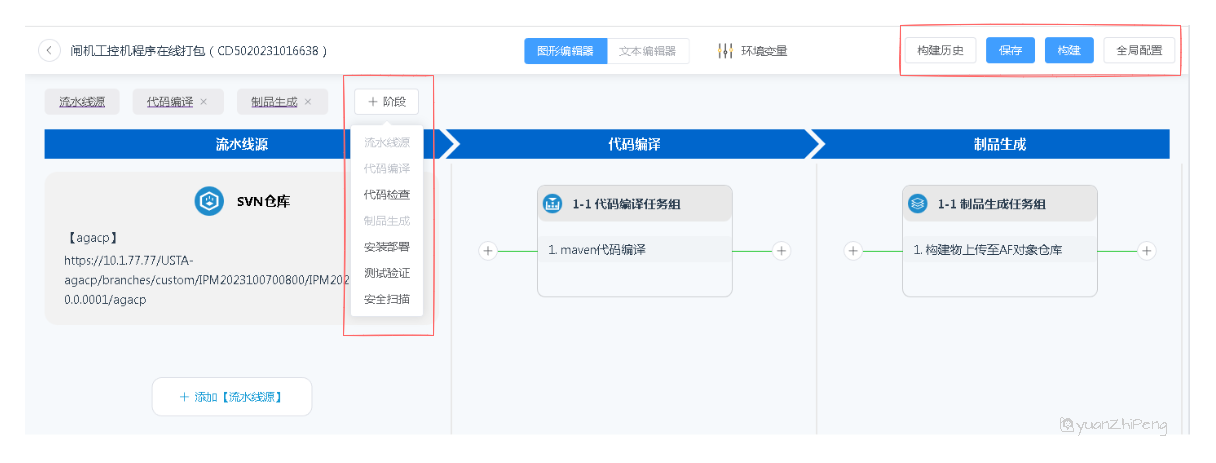 闸机工控机程序在线打包 ( CD5020231016638 )
图形编辑器
文本编辑器
环境变量
构建历史
保存
构建
全局配置
流水线源
代码编译 ×
制品生成 ×
+ 阶段
流水线源
代码编译
代码检查
制品生成
安装部署
测试验证
安全扫描
流水线源
代码编译
制品生成
SVN仓库
【agacp】
https://10.1.77.77/USTA-
agacp/branches/custom/IPM2023100700800/IPM202
0.0.0001/agacp
+ 添加【流水线源】
1-1 代码编译任务组
1. maven代码编译
1-1 制品生成任务组
1. 构建物上传至AF对象仓库
yuanZhiPeng